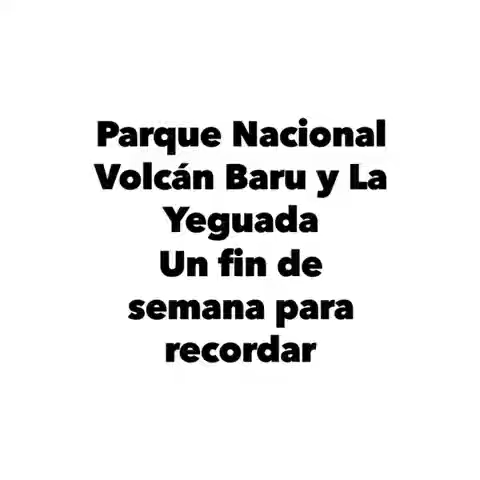 Parque Nacional
Volcán Baru y La
Yeguada
Un fin de
semana para
recordar